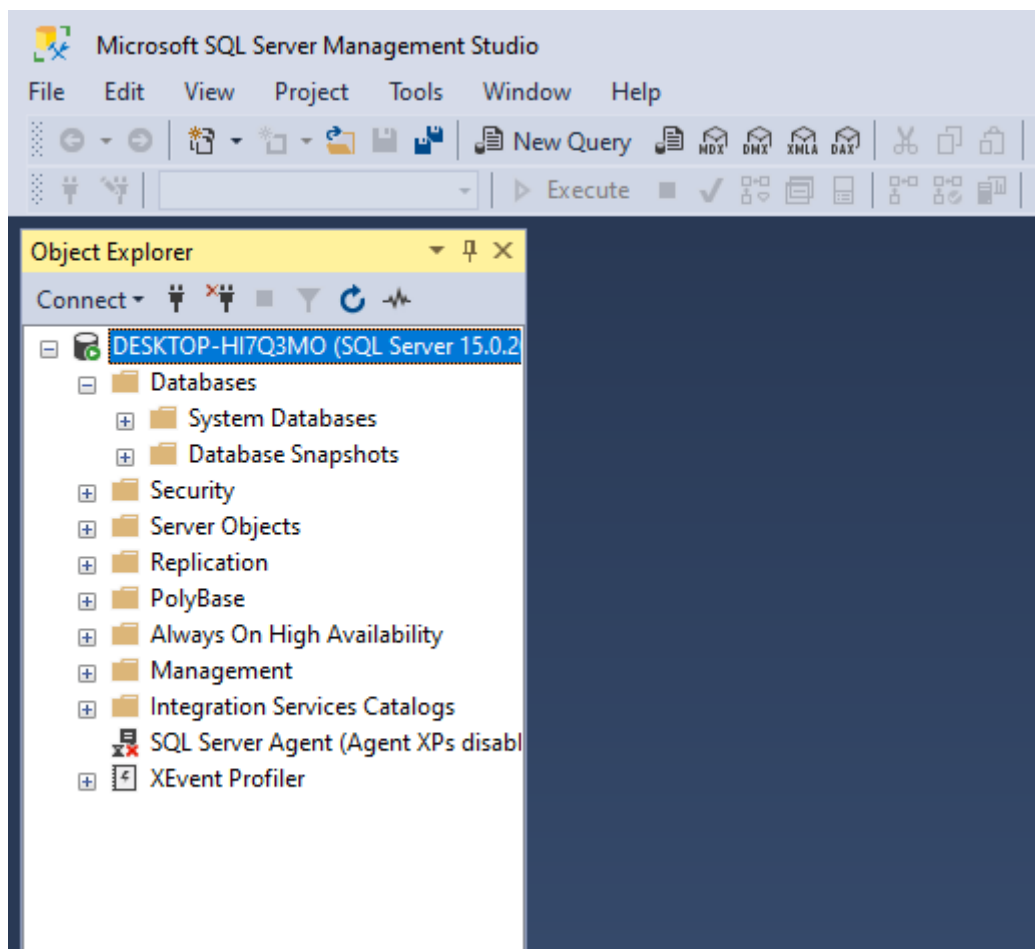 Microsoft SQL Server Management Studio
File Edit View Project Tools Window Help
New Query MDX DMX XMLA DAX
Execute
Object Explorer
Connect
DESKTOP-HI7Q3MO (SQL Server 15.0.2
Databases
System Databases
Database Snapshots
Security
Server Objects
Replication
PolyBase
Always On High Availability
Management
Integration Services Catalogs
SQL Server Agent (Agent XPs disabl
XEvent Profiler